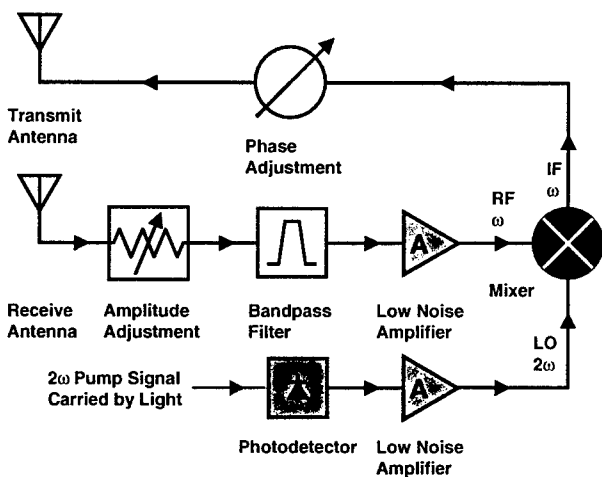 Transmit
Antenna
Phase
Adjustment
RF
ω
IF
ω
A
Mixer
Receive
Antenna
Amplitude
Adjustment
Bandpass
Filter
Low Noise
Amplifier
LO
2ω
2ω Pump Signal
Carried by Light
A
Photodetector
Low Noise
Amplifier